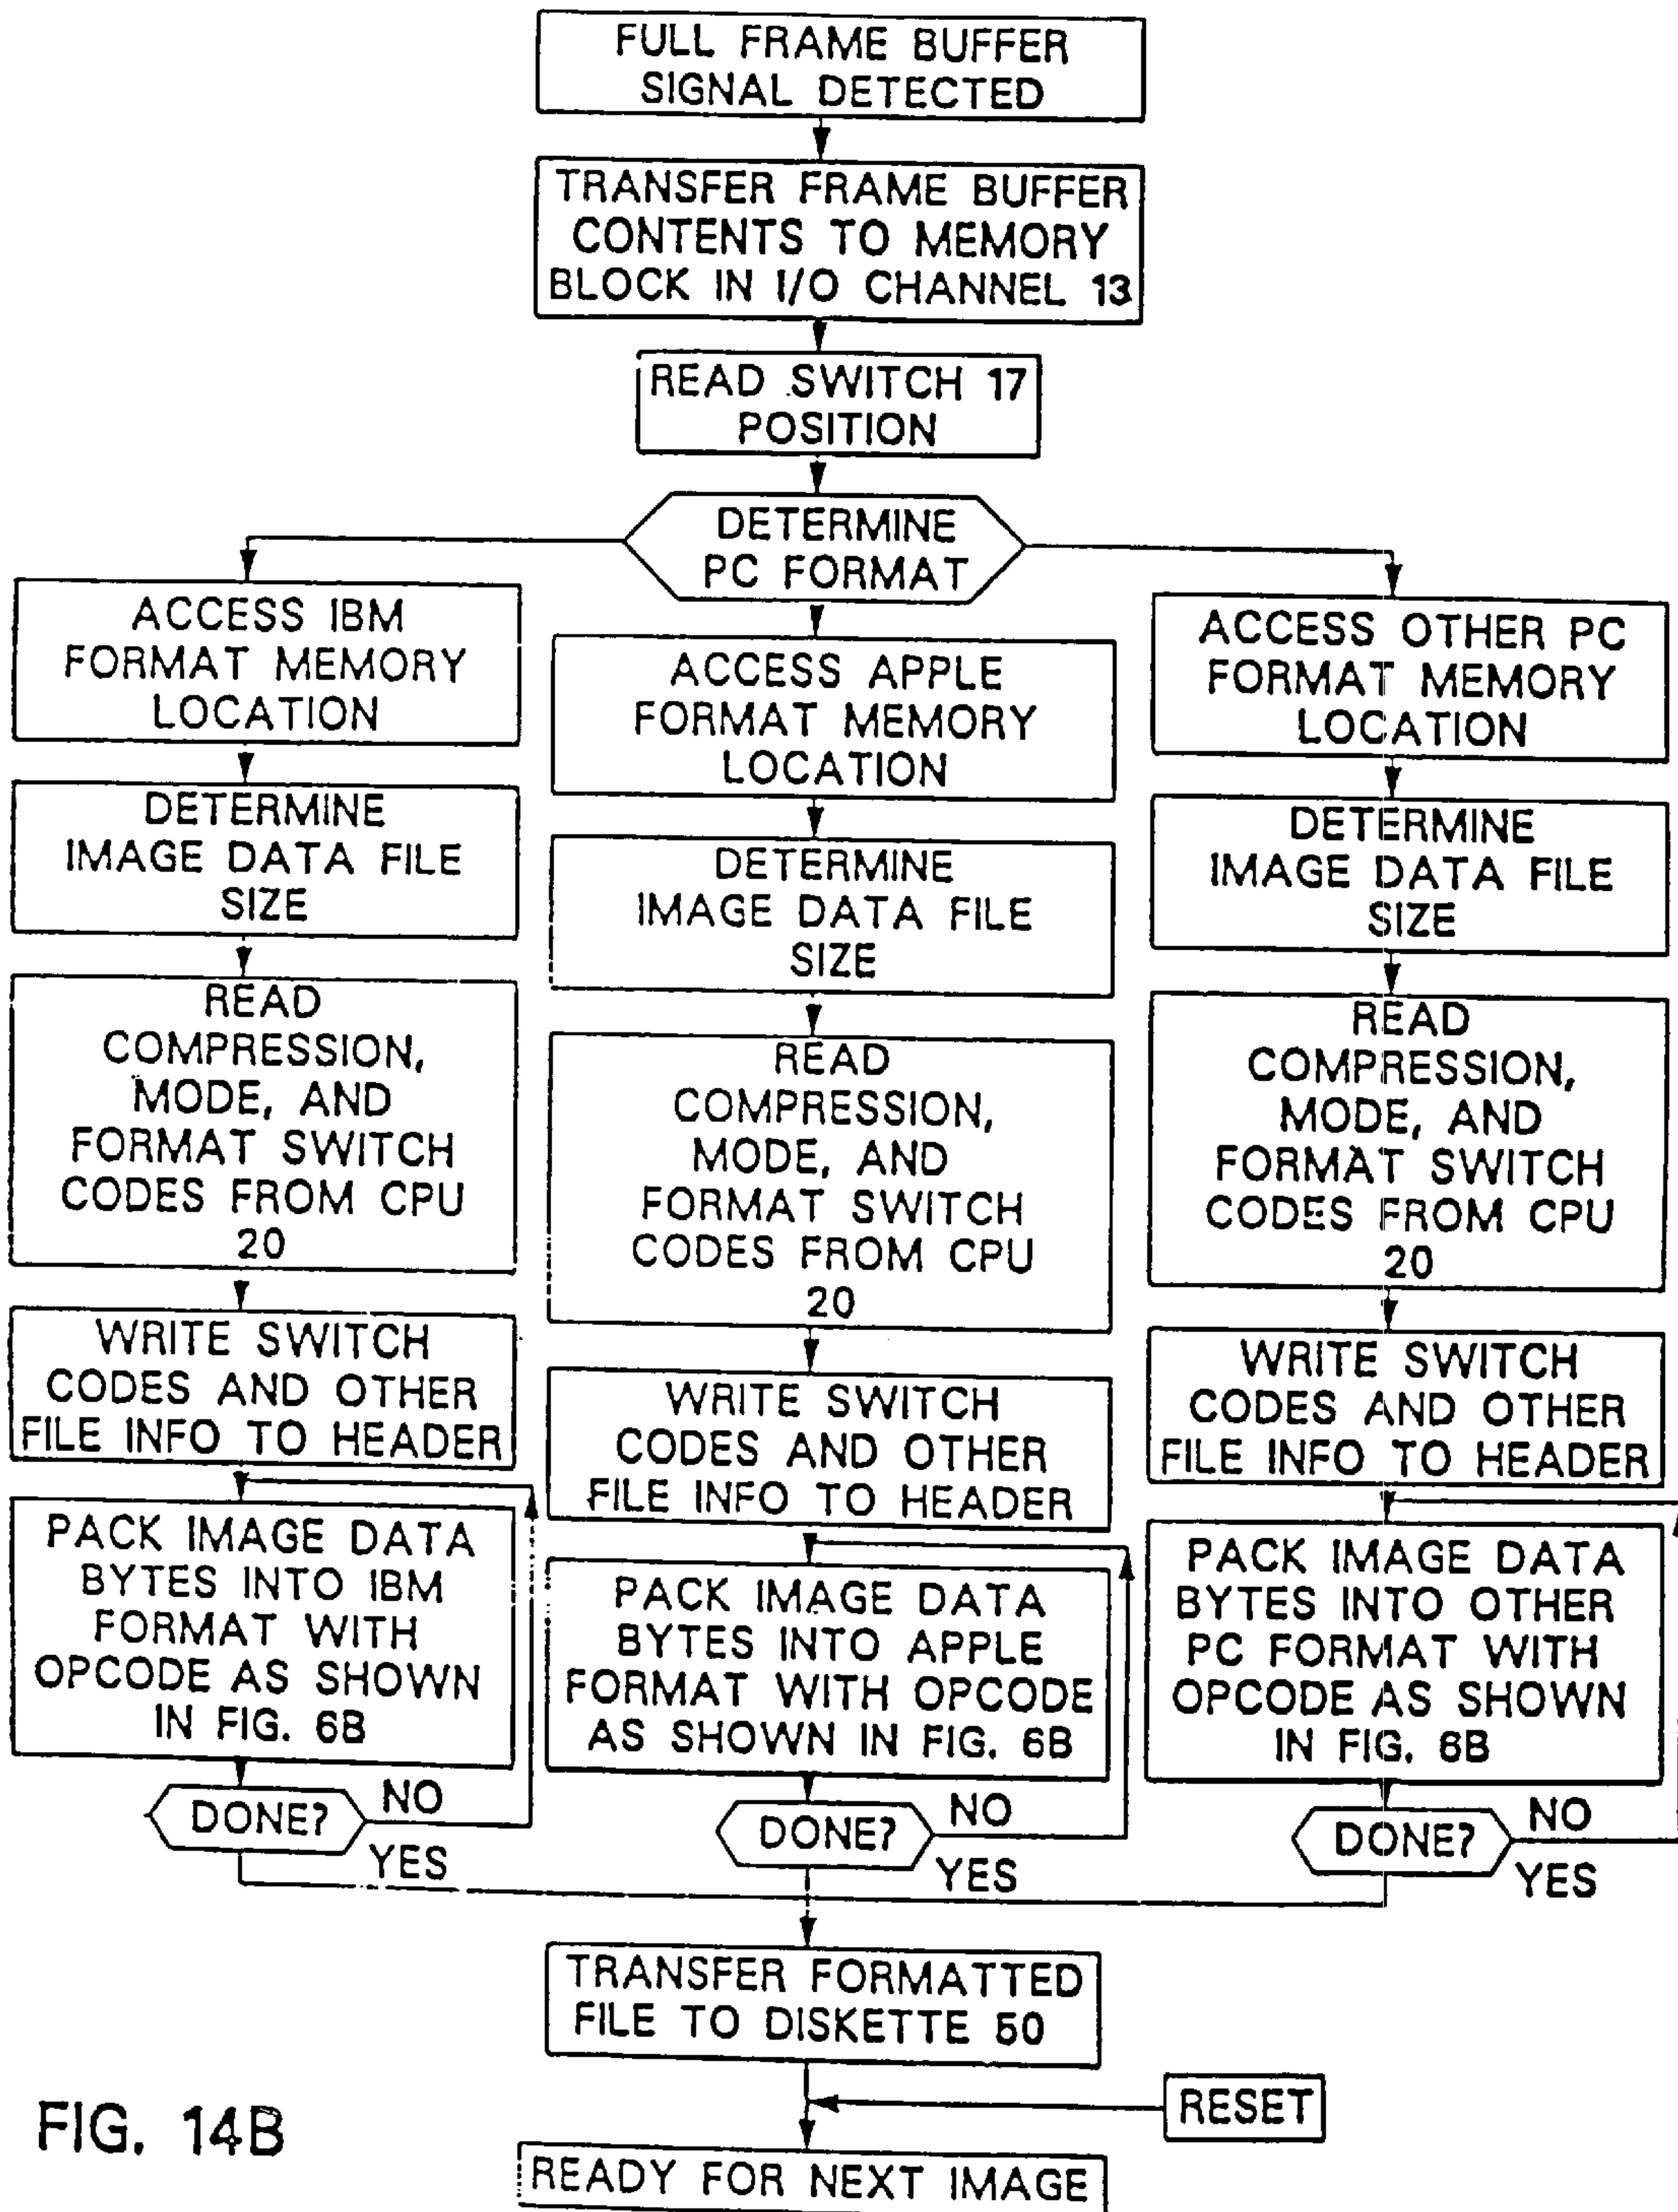 FULL FRAME BUFFER
SIGNAL DETECTED
TRANSFER FRAME BUFFER
CONTENTS TO MEMORY
BLOCK IN I/O CHANNEL 13
READ SWITCH 17
POSITION
DETERMINE
PC FORMAT
ACCESS IBM
FORMAT MEMORY
LOCATION
DETERMINE
IMAGE DATA FILE
SIZE
READ
COMPRESSION,
MODE, AND
FORMAT SWITCH
CODES FROM CPU
20
WRITE SWITCH
CODES AND OTHER
FILE INFO TO HEADER
PACK IMAGE DATA
BYTES INTO IBM
FORMAT WITH
OPCODE AS SHOWN
IN FIG. 6B
DONE?
NO
YES
ACCESS APPLE
FORMAT MEMORY
LOCATION
DETERMINE
IMAGE DATA FILE
SIZE
READ
COMPRESSION,
MODE, AND
FORMAT SWITCH
CODES FROM CPU
20
WRITE SWITCH
CODES AND OTHER
FILE INFO TO HEADER
PACK IMAGE DATA
BYTES INTO APPLE
FORMAT WITH OPCODE
AS SHOWN IN FIG. 6B
DONE?
NO
YES
ACCESS OTHER PC
FORMAT MEMORY
LOCATION
DETERMINE
IMAGE DATA FILE
SIZE
READ
COMPRESSION,
MODE, AND
FORMAT SWITCH
CODES FROM CPU
20
WRITE SWITCH
CODES AND OTHER
FILE INFO TO HEADER
PACK IMAGE DATA
BYTES INTO OTHER
PC FORMAT WITH
OPCODE AS SHOWN
IN FIG. 6B
DONE?
NO
YES
TRANSFER FORMATTED
FILE TO DISKETTE 50
RESET
READY FOR NEXT IMAGE
FIG. 14B